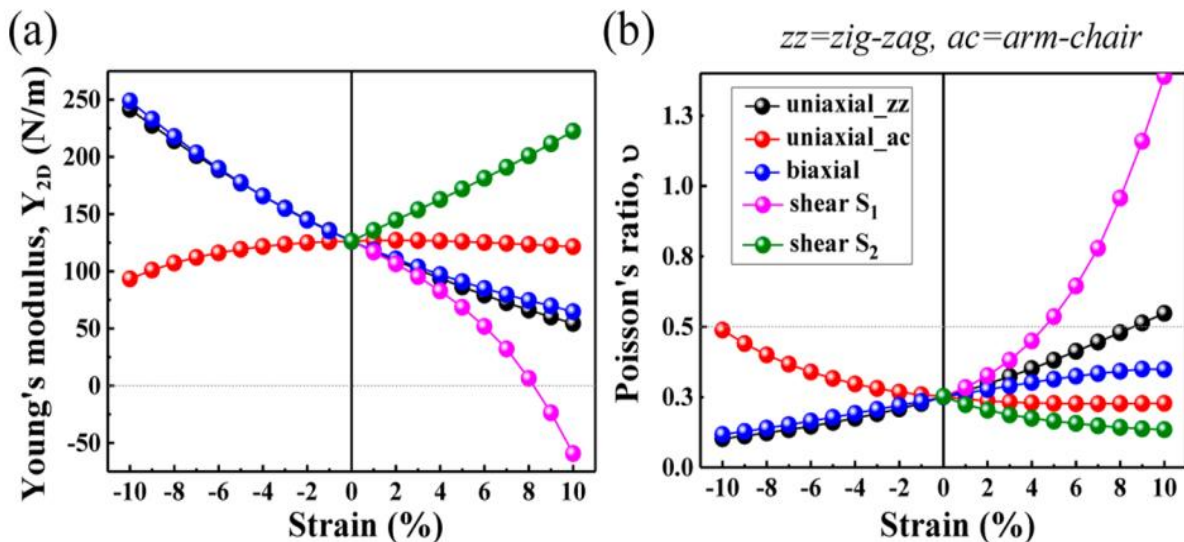 (a)
Young's modulus, Y2D (N/m)
250
200
150
100
50
0
-50
-10 -8 -6 -4 -2 0 2 4 6 8 10
Strain (%)
(b)
zz=zig-zag, ac=arm-chair
Poisson's ratio, υ
1.3
1.0
0.8
0.5
0.3
0.0
uniaxial_zz
uniaxial_ac
biaxial
shear S1
shear S2
-10 -8 -6 -4 -2 0 2 4 6 8 10
Strain (%)